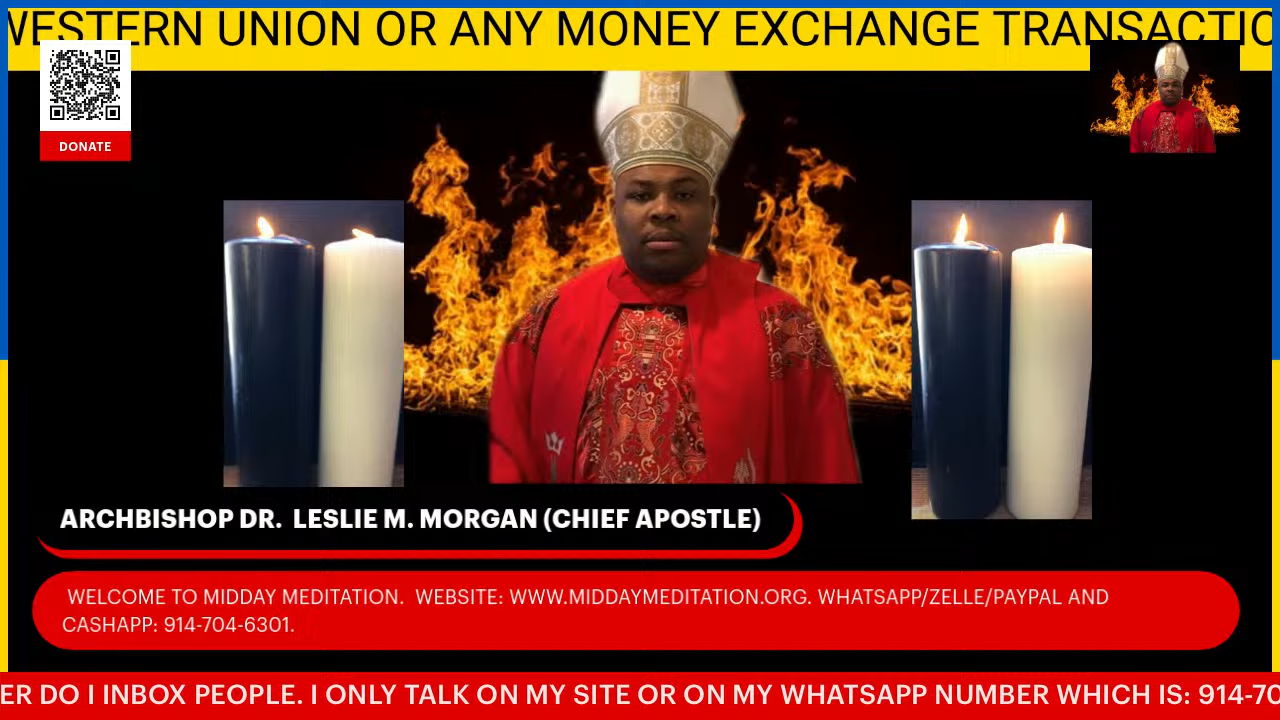 WESTERN UNION OR ANY MONEY EXCHANGE TRANSACTIO
DONATE
ARCHBISHOP DR. LESLIE M. MORGAN (CHIEF APOSTLE)
WELCOME TO MIDDAY MEDITATION. WEBSITE: WWW.MIDDAYMEDITATION.ORG. WHATSAPP/ZELLE/PAYPAL AND
CASHAPP: 914-704-6301.
ER DO I INBOX PEOPLE. I ONLY TALK ON MY SITE OR ON MY WHATSAPP NUMBER WHICH IS: 914-70